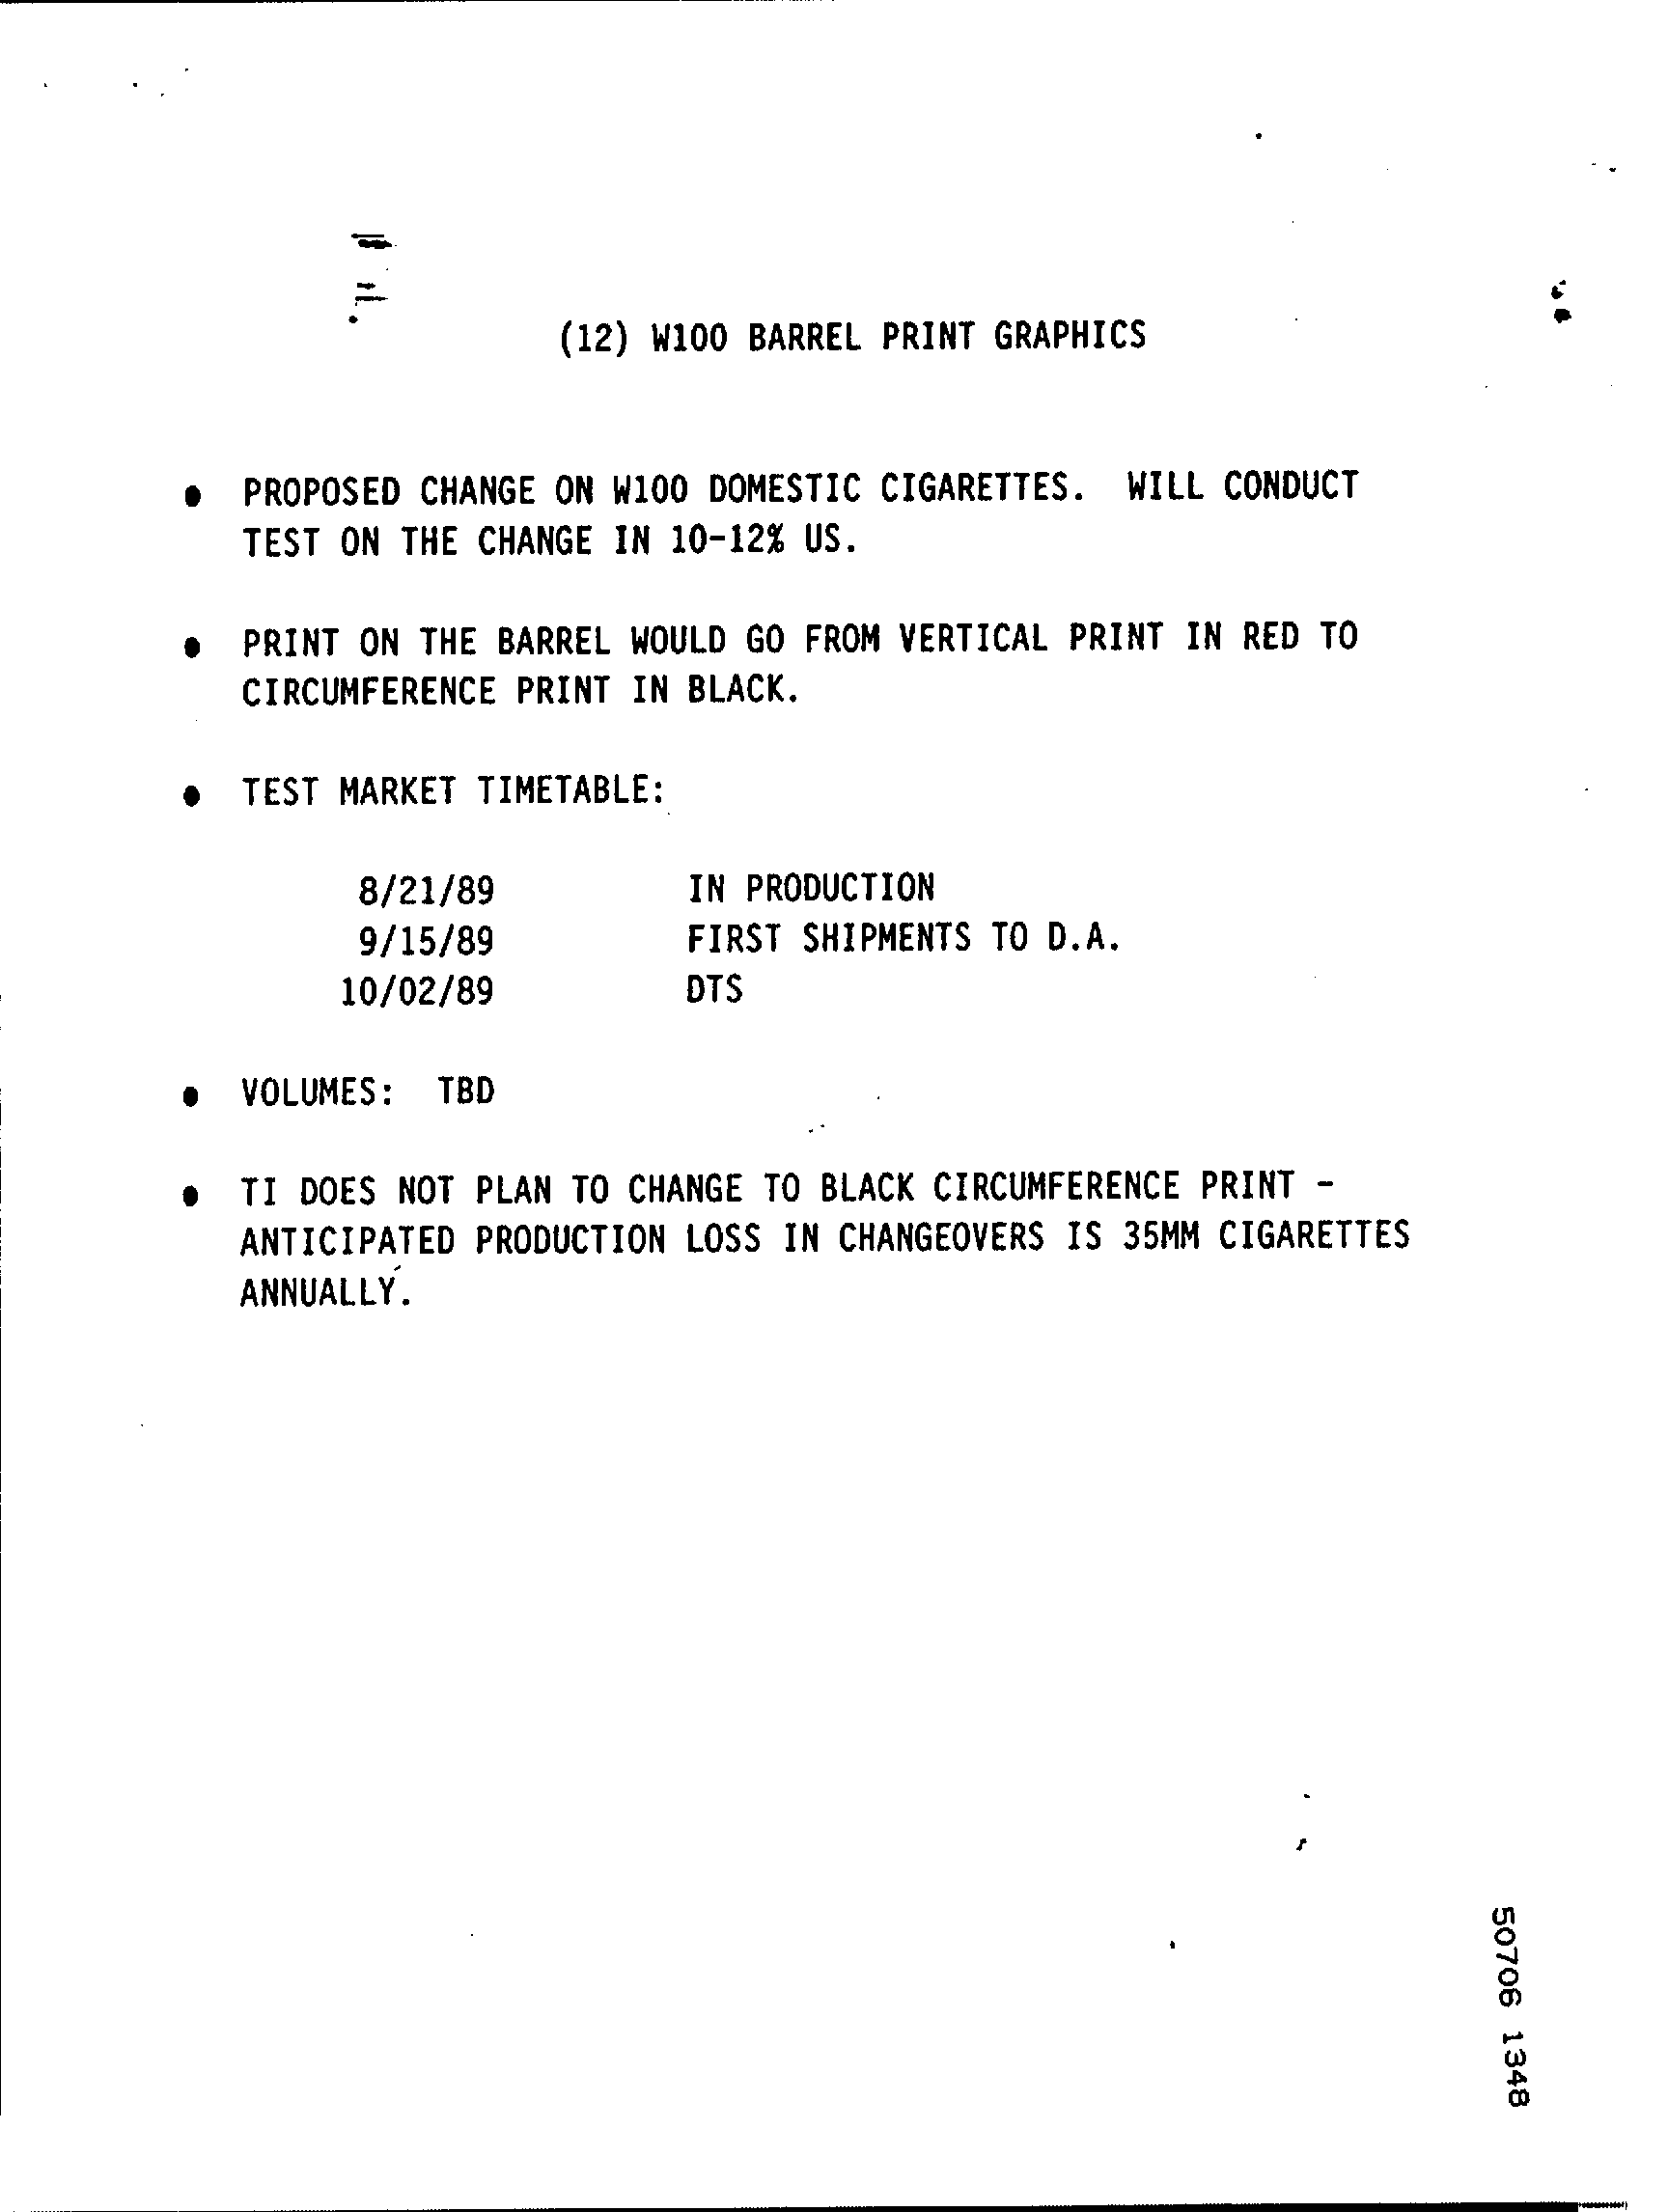 (12) W100 BARREL PRINT GRAPHICS
● PROPOSED CHANGE ON W100 DOMESTIC CIGARETTES. WILL CONDUCT
TEST ON THE CHANGE IN 10-12% US.
● PRINT ON THE BARREL WOULD GO FROM VERTICAL PRINT IN RED TO
CIRCUMFERENCE PRINT IN BLACK.
● TEST MARKET TIMETABLE:
8/21/89 IN PRODUCTION
9/15/89 FIRST SHIPMENTS TO D.A.
10/02/89 DTS
● VOLUMES: TBD
● TI DOES NOT PLAN TO CHANGE TO BLACK CIRCUMFERENCE PRINT -
ANTICIPATED PRODUCTION LOSS IN CHANGEOVERS IS 35MM CIGARETTES
ANNUALLY.
50706 1348